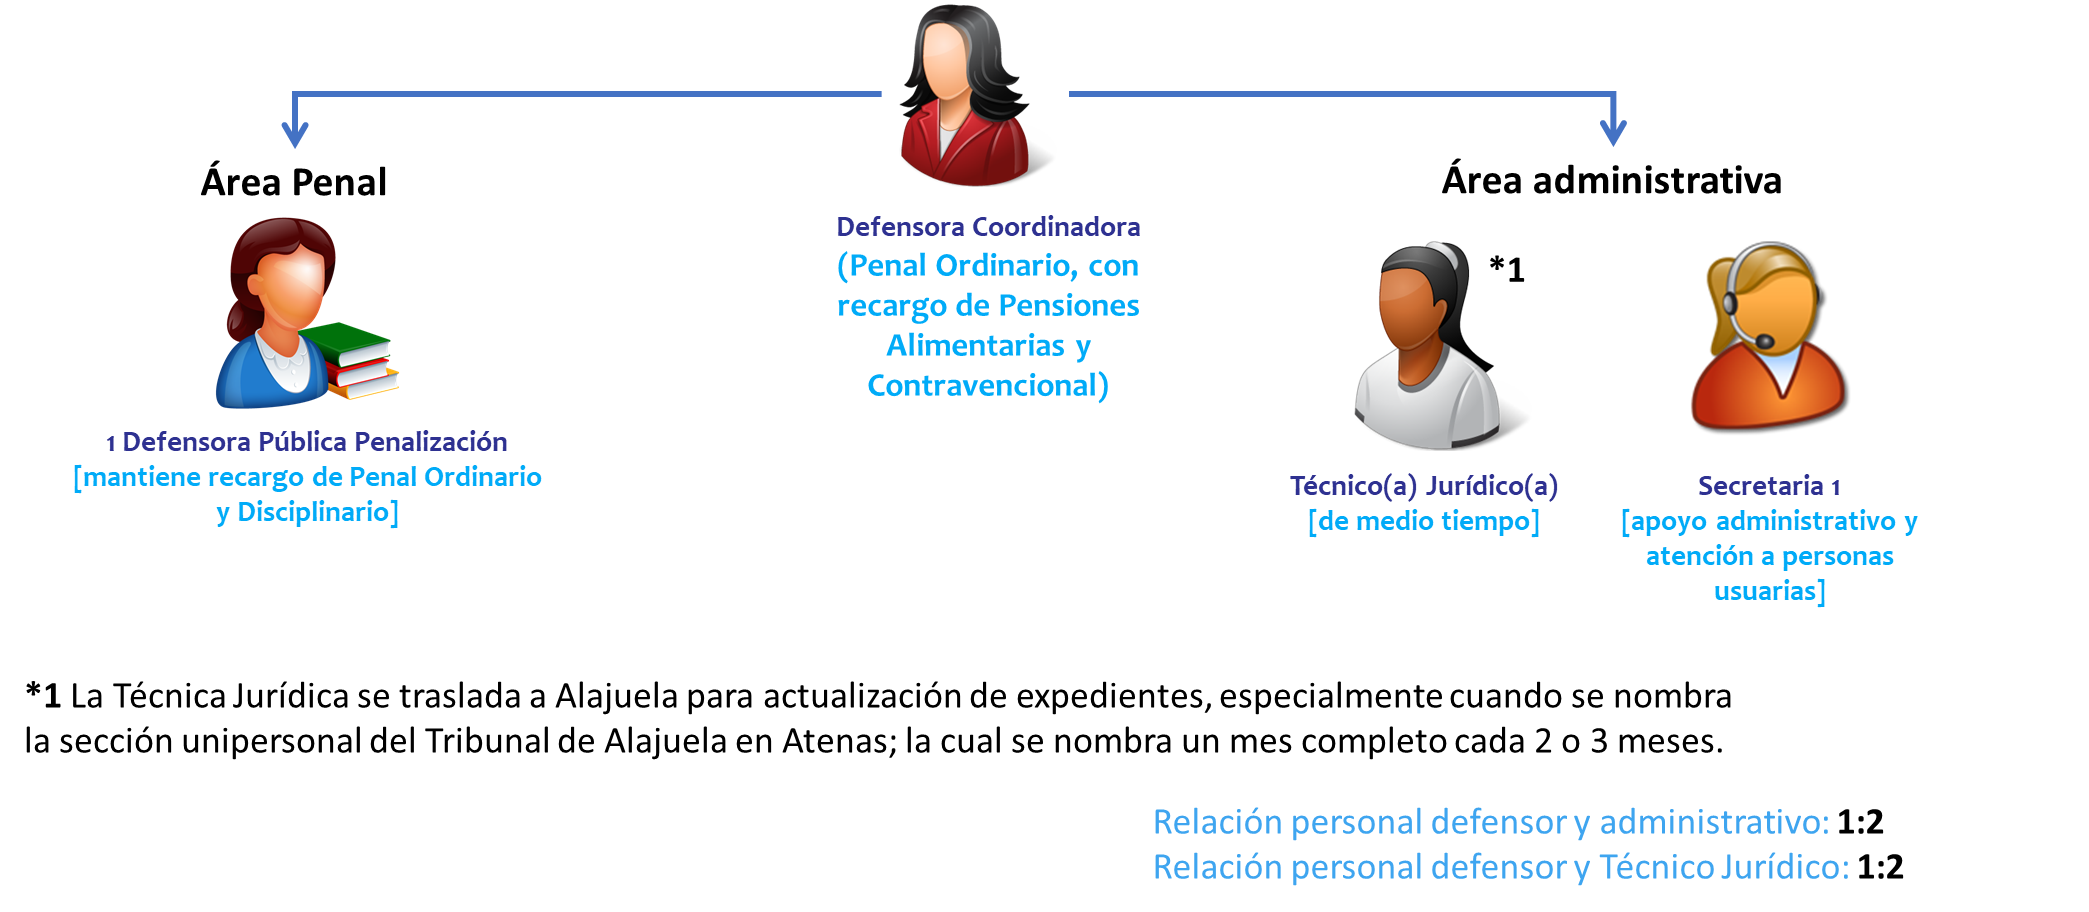 Área Penal
1 Defensora Pública Penalización
[mantiene recargo de Penal Ordinario
y Disciplinario]
Defensora Coordinadora
(Penal Ordinario, con
recargo de Pensiones
Alimentarias y
Contravencional)
Área administrativa
*1
Técnico(a) Jurídico(a)
[de medio tiempo]
Secretaria 1
[apoyo administrativo y
atención a personas
usuarias]
*1 La Técnica Jurídica se traslada a Alajuela para actualización de expedientes, especialmente cuando se nombra
la sección unipersonal del Tribunal de Alajuela en Atenas; la cual se nombra un mes completo cada 2 o 3 meses.
Relación personal defensor y administrativo: 1:2
Relación personal defensor y Técnico Jurídico: 1:2